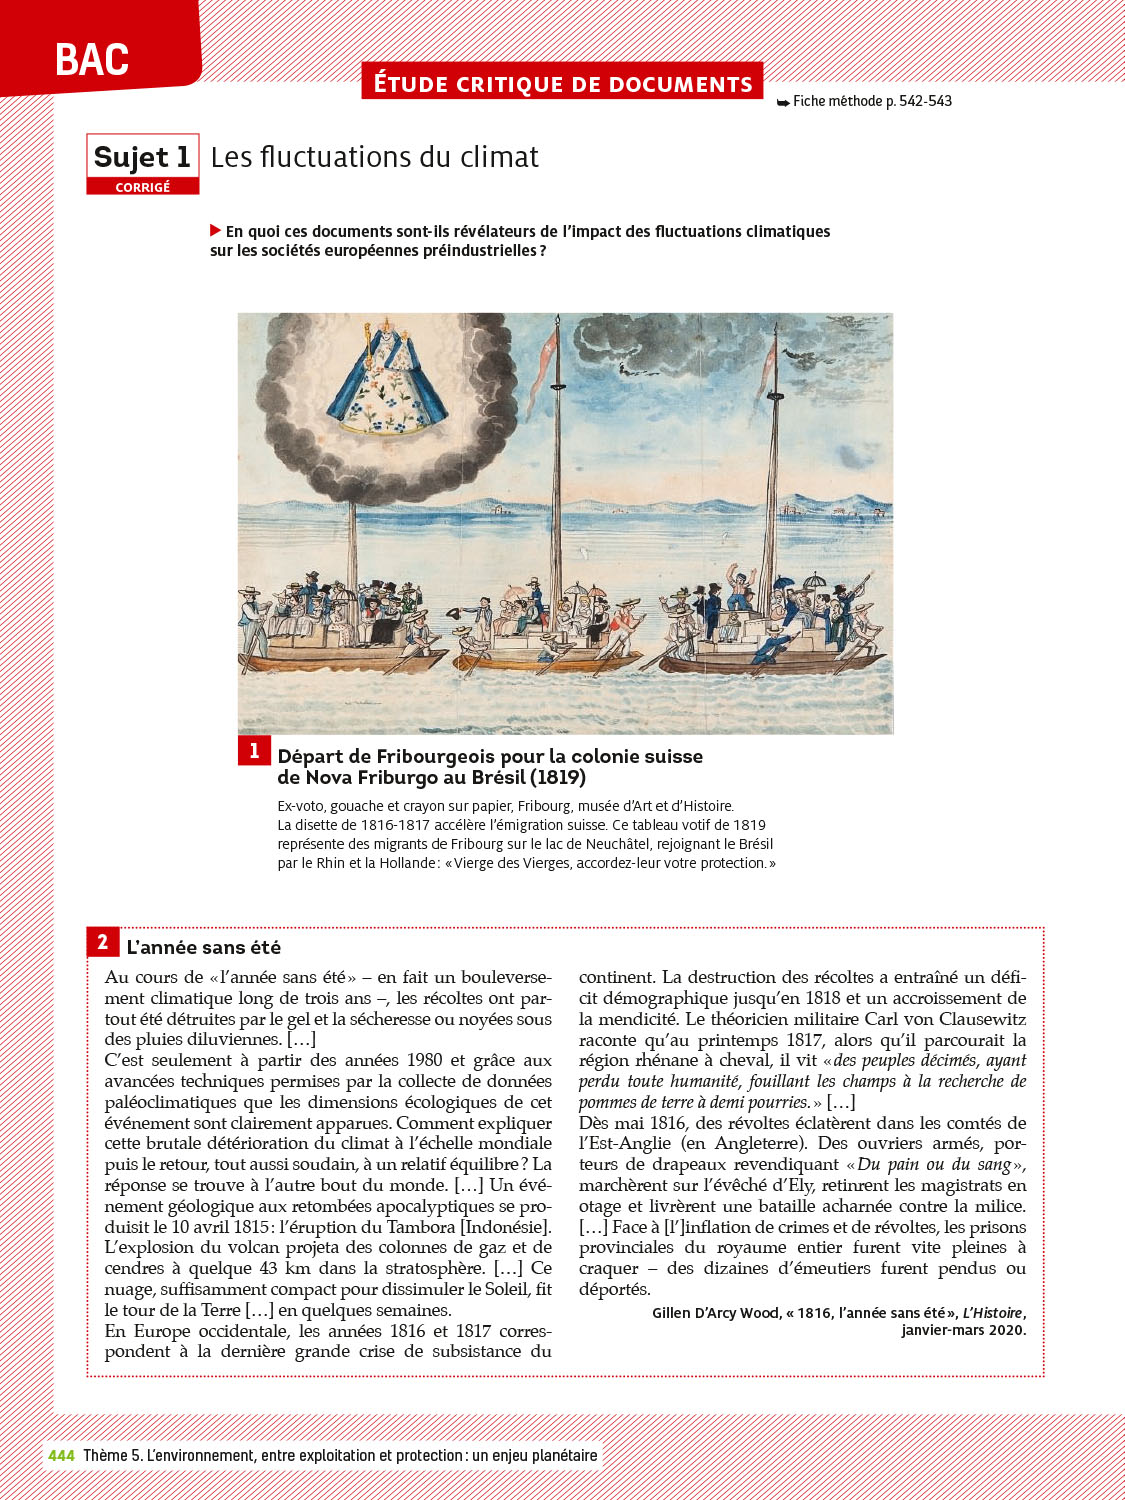 BAC
ÉTUDE CRITIQUE DE DOCUMENTS
➥ Fiche méthode p. 542-543
Sujet 1
CORRIGÉ
Les fluctuations du climat
▶ En quoi ces documents sont-ils révélateurs de l’impact des fluctuations climatiques
sur les sociétés européennes préindustrielles ?
1
Départ de Fribourgeois pour la colonie suisse
de Nova Friburgo au Brésil (1819)
Ex-voto, gouache et crayon sur papier, Fribourg, musée d’Art et d’Histoire.
La disette de 1816-1817 accélère l’émigration suisse. Ce tableau votif de 1819
représente des migrants de Fribourg sur le lac de Neuchâtel, rejoignant le Brésil
par le Rhin et la Hollande : « Vierge des Vierges, accordez-leur votre protection. »
2
L’année sans été
Au cours de « l’année sans été » – en fait un bouleverse-
ment climatique long de trois ans –, les récoltes ont par-
tout été détruites par le gel et la sécheresse ou noyées sous
des pluies diluviennes. […]
C’est seulement à partir des années 1980 et grâce aux
avancées techniques permises par la collecte de données
paléoclimatiques que les dimensions écologiques de cet
événement sont clairement apparues. Comment expliquer
cette brutale détérioration du climat à l’échelle mondiale
puis le retour, tout aussi soudain, à un relatif équilibre ? La
réponse se trouve à l’autre bout du monde. […] Un évé-
nement géologique aux retombées apocalyptiques se pro-
duisit le 10 avril 1815 : l’éruption du Tambora [Indonésie].
L’explosion du volcan projeta des colonnes de gaz et de
cendres à quelque 43 km dans la stratosphère. […] Ce
nuage, suffisamment compact pour dissimuler le Soleil, fit
le tour de la Terre […] en quelques semaines.
En Europe occidentale, les années 1816 et 1817 corres-
pondent à la dernière grande crise de subsistance du
continent. La destruction des récoltes a entraîné un défi-
cit démographique jusqu’en 1818 et un accroissement de
la mendicité. Le théoricien militaire Carl von Clausewitz
raconte qu’au printemps 1817, alors qu’il parcourait la
région rhénane à cheval, il vit « des peuples décimés, ayant
perdu toute humanité, fouillant les champs à la recherche de
pommes de terre à demi pourries. » […]
Dès mai 1816, des révoltes éclatèrent dans les comtés de
l’Est-Anglie (en Angleterre). Des ouvriers armés, por-
teurs de drapeaux revendiquant « Du pain ou du sang »,
marchèrent sur l’évêché d’Ely, retinrent les magistrats en
otage et livrèrent une bataille acharnée contre la milice.
[…] Face à [l’]inflation de crimes et de révoltes, les prisons
provinciales du royaume entier furent vite pleines à
craquer – des dizaines d’émeutiers furent pendus ou
déportés.
Gillen D’Arcy Wood, « 1816, l’année sans été », L’Histoire,
janvier-mars 2020.
444 Thème 5. L’environnement, entre exploitation et protection : un enjeu planétaire